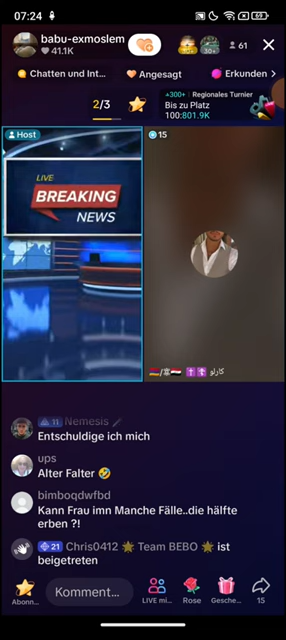 07:24
69
babu-exmoslem
41.1K
30+
61
Chatten und Int...
Angesagt
Erkunden
2/3
+300 Regionales Turnier
Bis zu Platz
100:801.9K
Host
15
LIVE
BREAKING
NEWS
كارلو
11 Nemesis
Entschuldige ich mich
ups
Alter Falter 🤣
bimboqdwfbd
Kann Frau imn Manche Fälle..die hälfte
erben ?!
21 Chris0412 🌟 Team BEBO 🌟 ist
beigetreten
Komment...
Abonn...
LIVE mi...
Rose
Gesche...
15